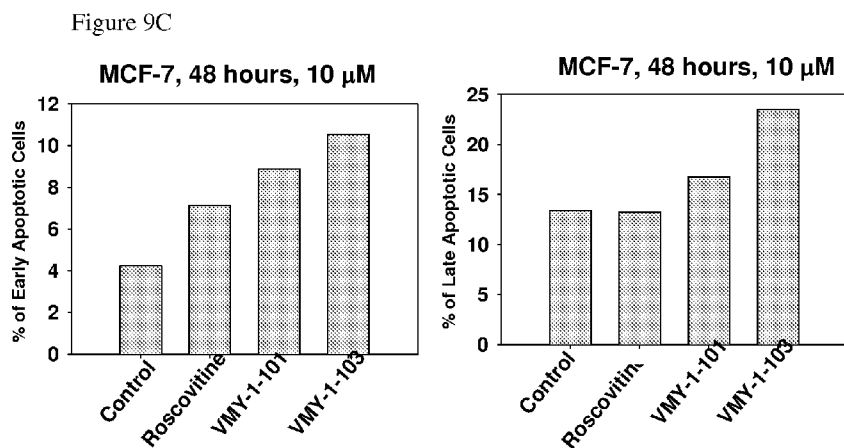 Figure 9C
MCF-7, 48 hours, 10 μM
% of Early Apoptotic Cells
12
10
8
6
4
2
0
Control
Roscovitine
VMY-1-101
VMY-1-103
MCF-7, 48 hours, 10 μM
% of Late Apoptotic Cells
25
20
15
10
5
0
Control
Roscovitine
VMY-1-101
VMY-1-103